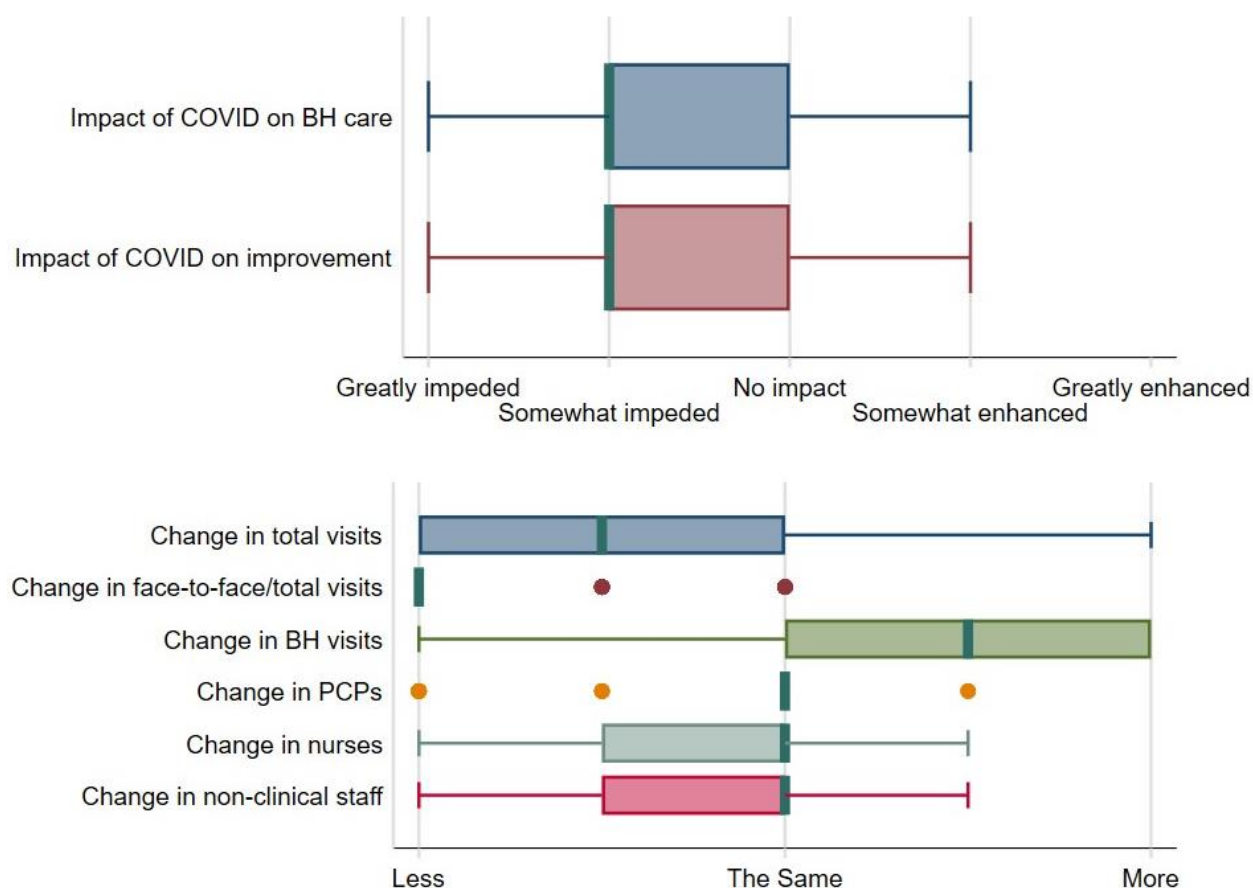 Impact of COVID on BH care
Impact of COVID on improvement
Greatly impeded
Somewhat impeded
No impact
Somewhat enhanced
Greatly enhanced
Change in total visits
Change in face-to-face/total visits
Change in BH visits
Change in PCPs
Change in nurses
Change in non-clinical staff
Less
The Same
More